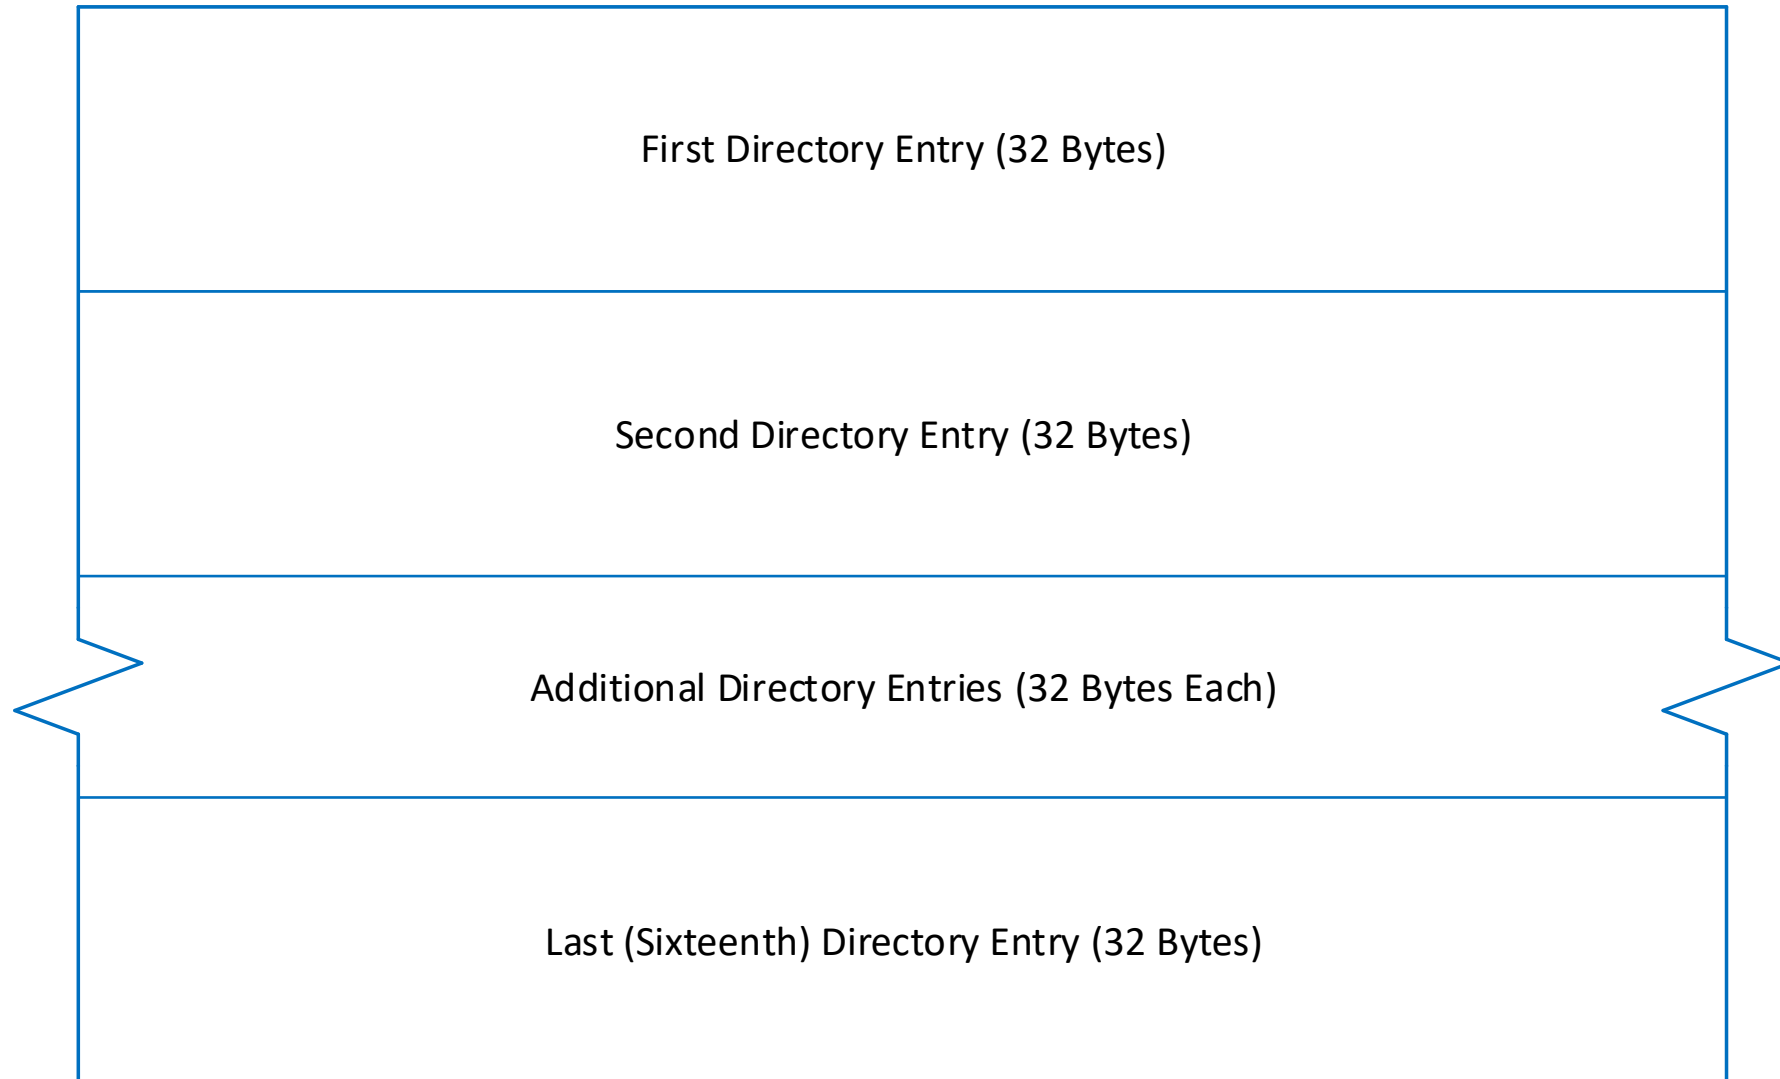 First Directory Entry (32 Bytes)
Second Directory Entry (32 Bytes)
Additional Directory Entries (32 Bytes Each)
Last (Sixteenth) Directory Entry (32 Bytes)